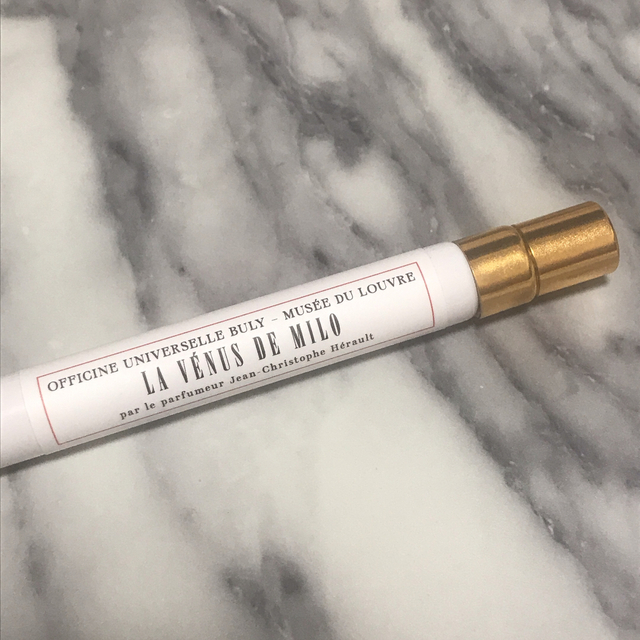 OFFICINE UNIVERSELLE BULY - MUSÉE DU LOUVRE
LA VÉNUS DE MILO
par le parfumeur Jean-Christophe Hérault